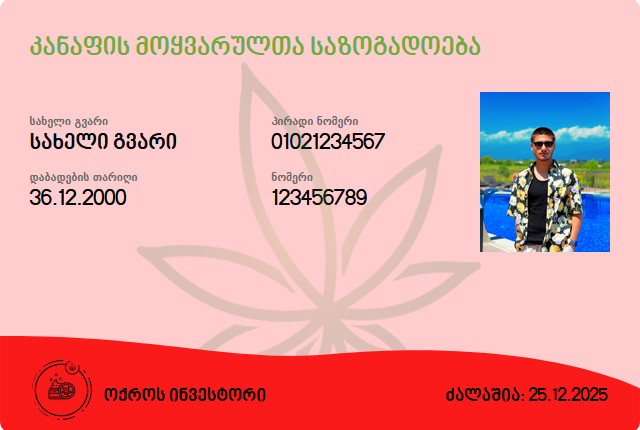 კანაფის მოყვარულთა საზოგადოება
სახელი გვარი
პირადი ნომერი
სახელი გვარი
01021234567
დაბადების თარიღი
ნომერი
36.12.2000
123456789
ოქროს ინვესტორი
ძალაშია: 25.12.2025